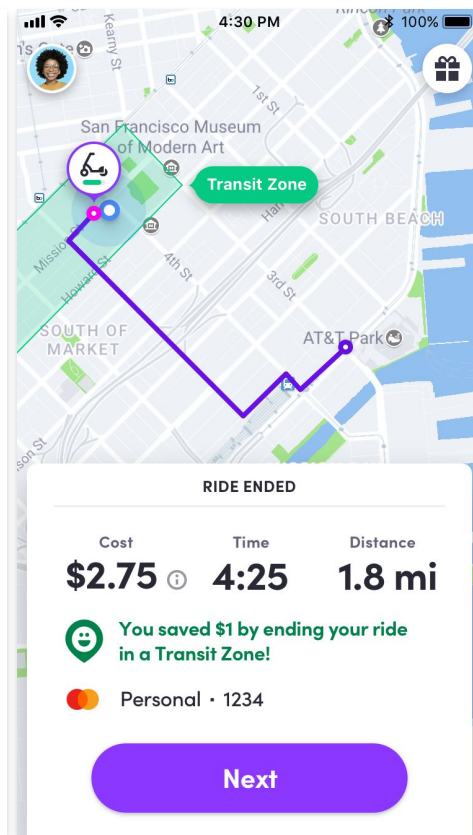 4:30 PM
100%
Kearny St
1st St
San Francisco Museum
of Modern Art
Transit Zone
SOUTH BEACH
Mission St
Howard St
4th St
3rd St
SOUTH OF
MARKET
AT&T Park
RIDE ENDED
Cost
Time
Distance
$2.75
4:25
1.8 mi
You saved $1 by ending your ride
in a Transit Zone!
Personal · 1234
Next